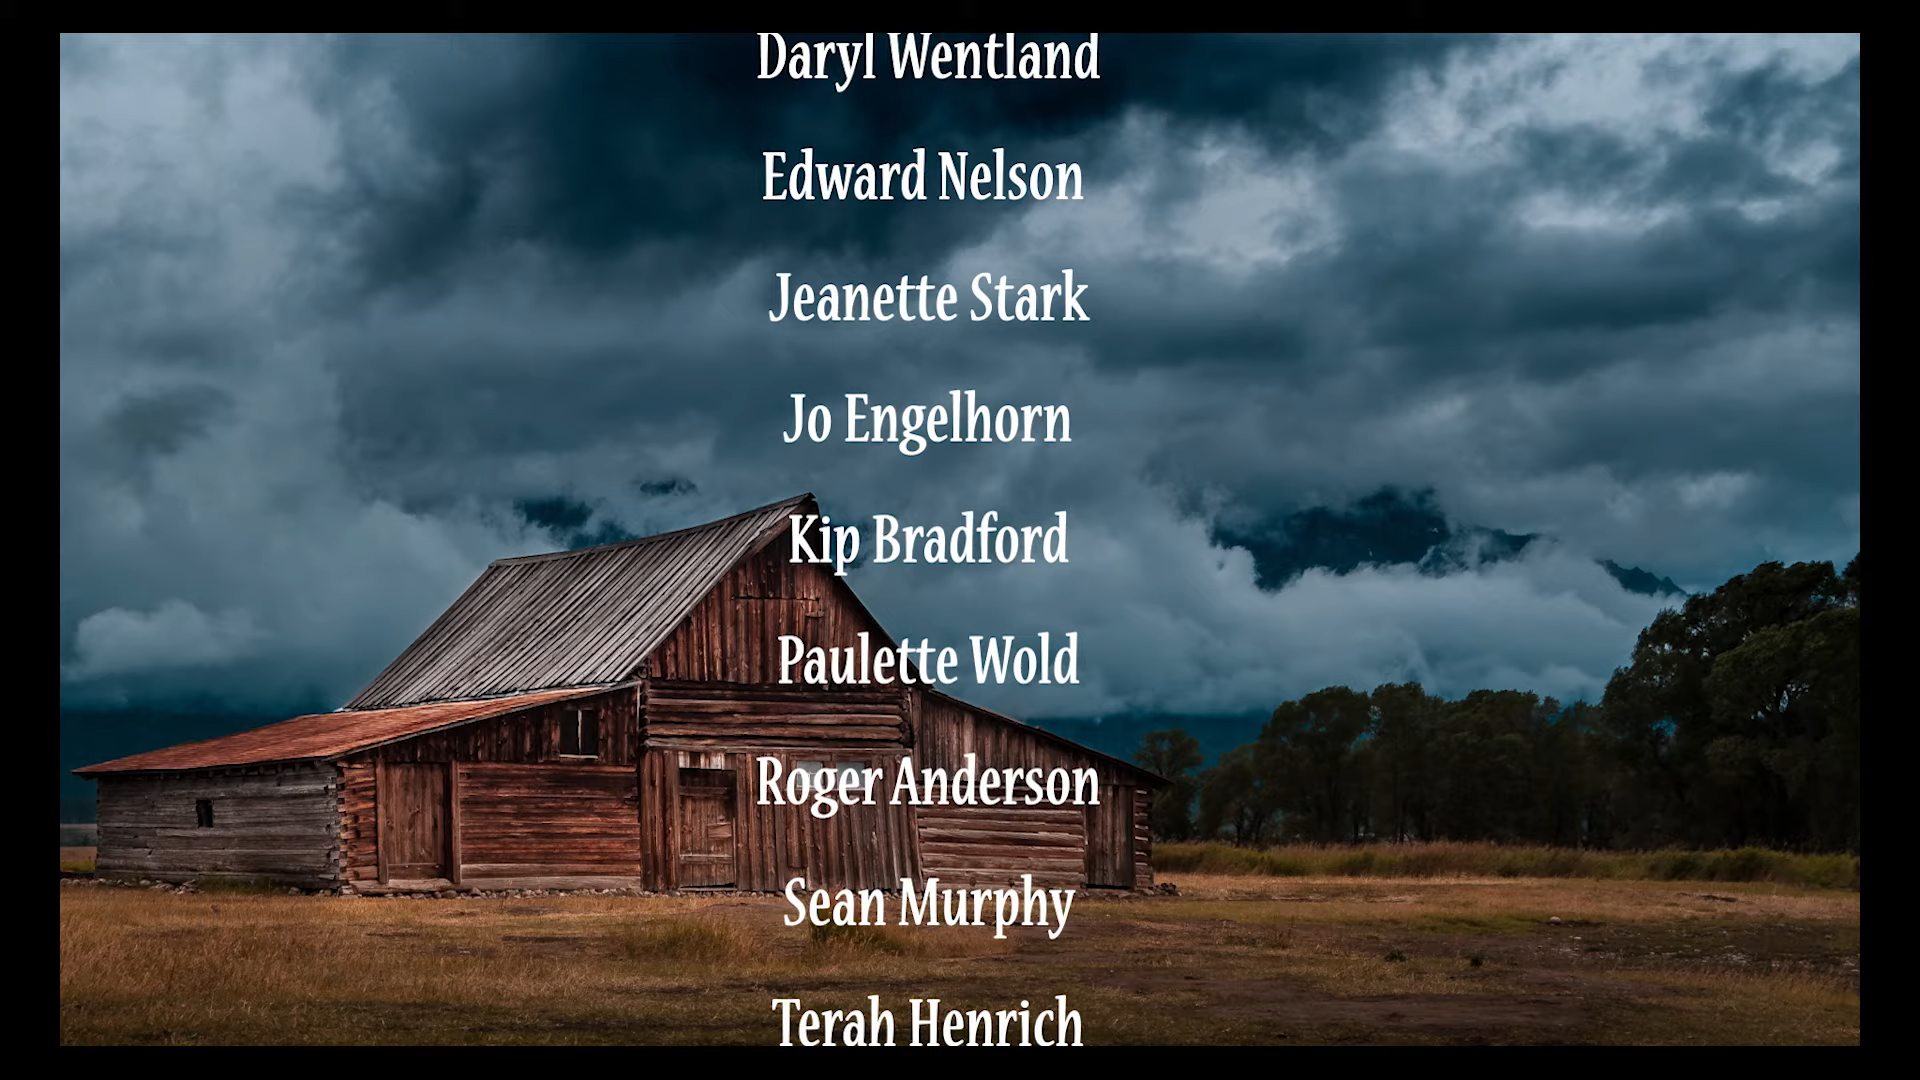 Daryl Wentland
Edward Nelson
Jeanette Stark
Jo Engelhorn
Kip Bradford
Paulette Wold
Roger Anderson
Sean Murphy
Terah Henrich